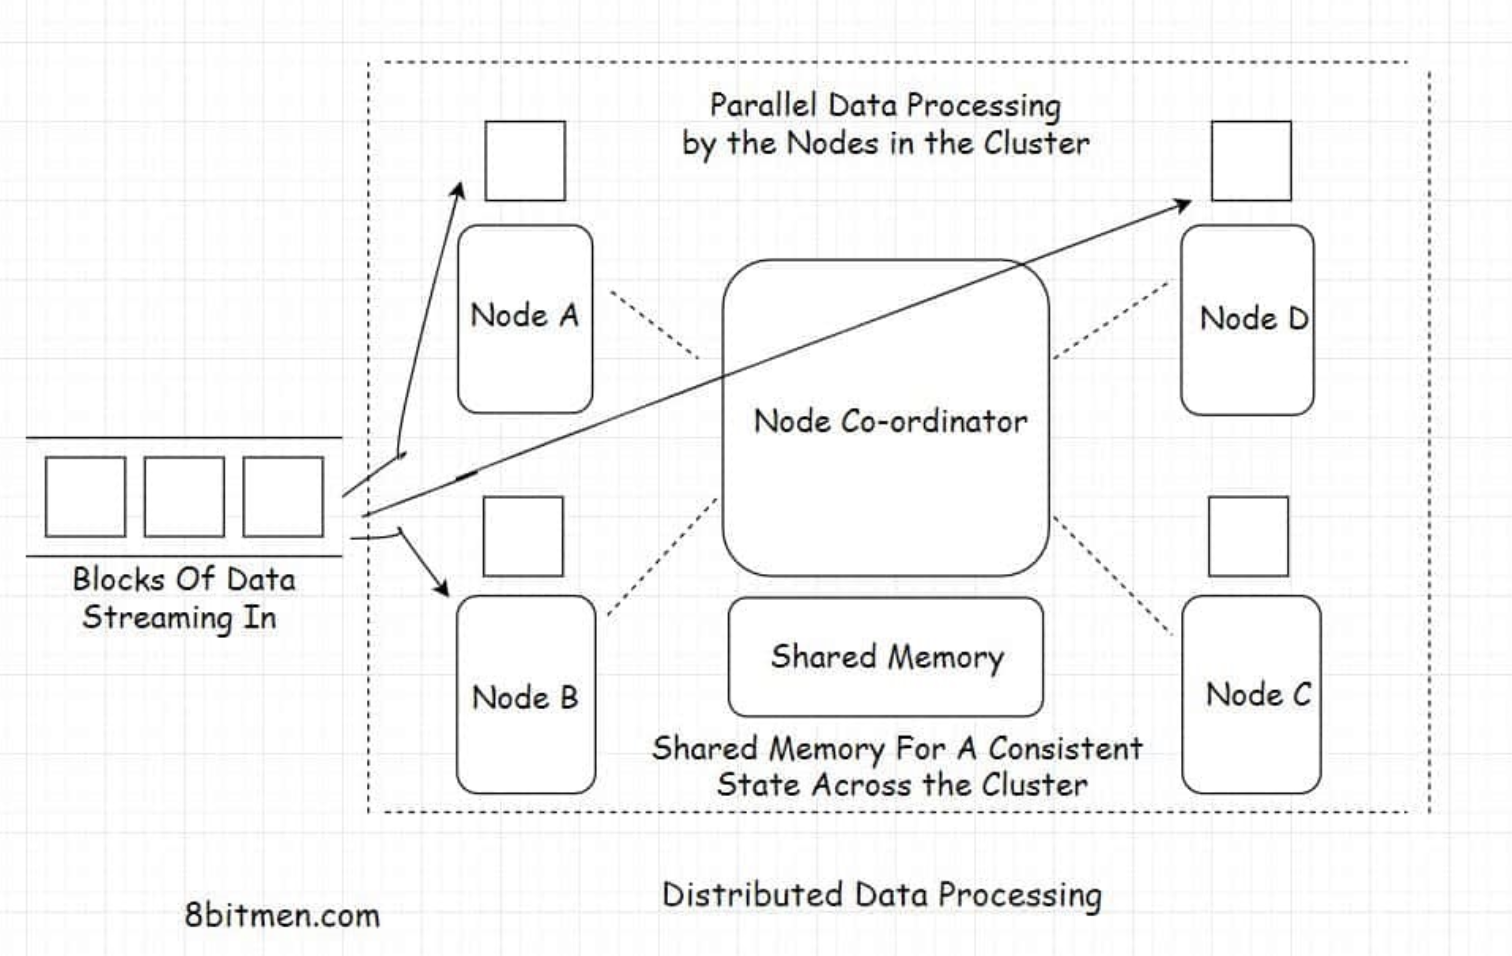 Parallel Data Processing
by the Nodes in the Cluster
Node A
Node D
Node Co-ordinator
Blocks Of Data
Streaming In
Node B
Shared Memory
Node C
Shared Memory For A Consistent
State Across the Cluster
Distributed Data Processing
8bitmen.com